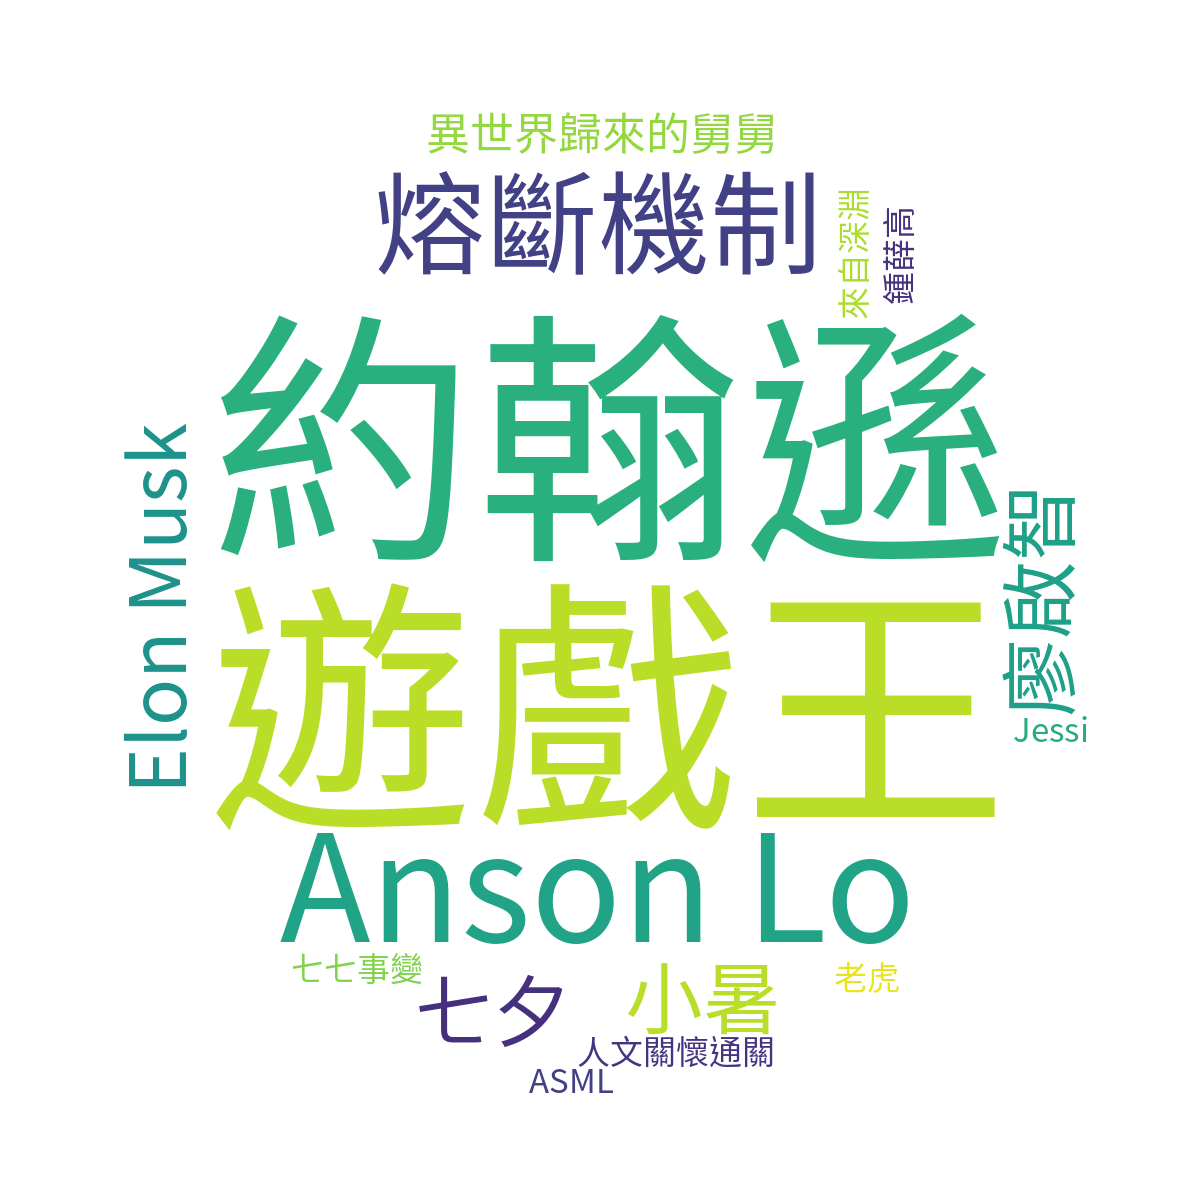 異世界歸來的舅舅
熔斷機制
來自深淵
鍾薛高
約翰遜
Elon Musk
廖啟智
遊戲王
Jessi
Anson Lo
七七事變
七夕
小暑
老虎
人文關懷通關
ASML